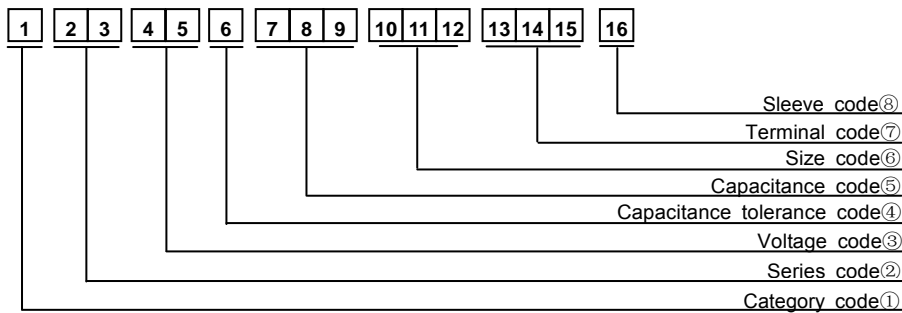 1 2 3 4 5 6 7 8 9 10 11 12 13 14 15 16
Sleeve code⑧
Terminal code⑦
Size code⑥
Capacitance code⑤
Capacitance tolerance code④
Voltage code③
Series code②
Category code①